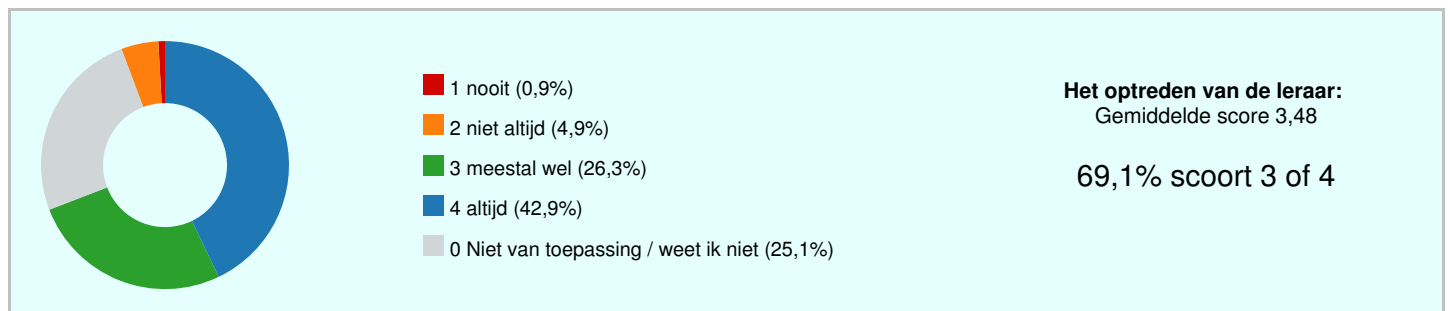 1 nooit (0,9%)
2 niet altijd (4,9%)
3 meestal wel (26,3%)
4 altijd (42,9%)
0 Niet van toepassing / weet ik niet (25,1%)
Het optreden van de leraar:
Gemiddelde score 3,48
69,1% scoort 3 of 4